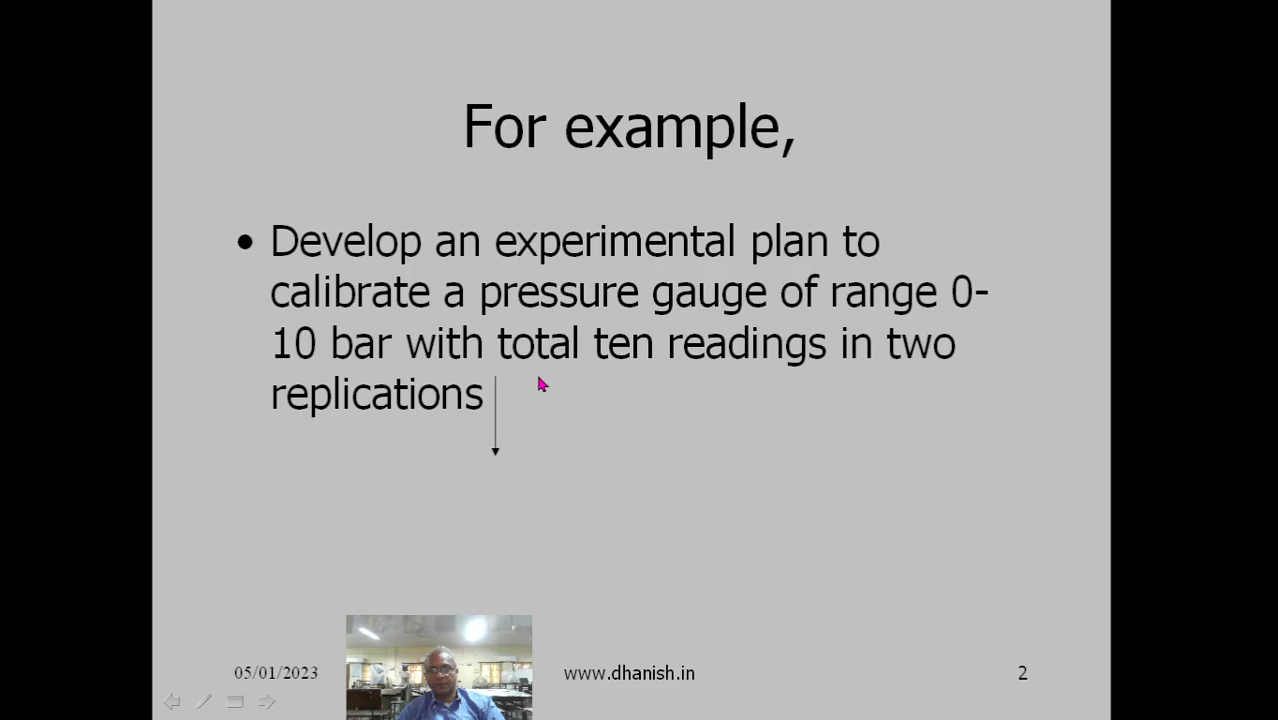 For example,
• Develop an experimental plan to
calibrate a pressure gauge of range 0-
10 bar with total ten readings in two
replications
05/01/2023
www.dhanish.in
2